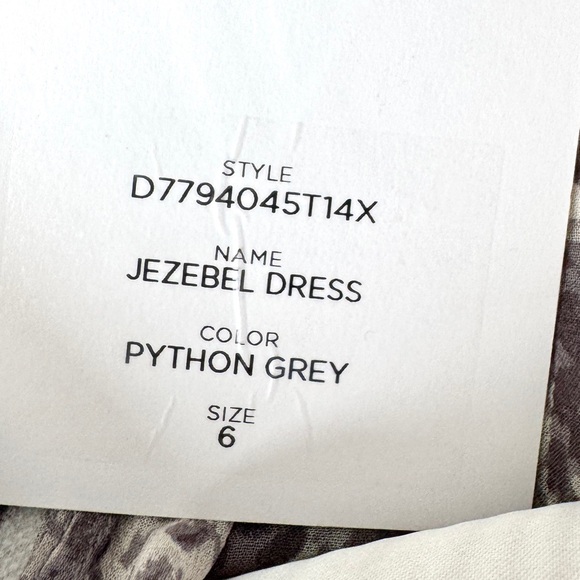 STYLE
D7794045T14X
NAME
JEZEBEL DRESS
COLOR
PYTHON GREY
SIZE
6